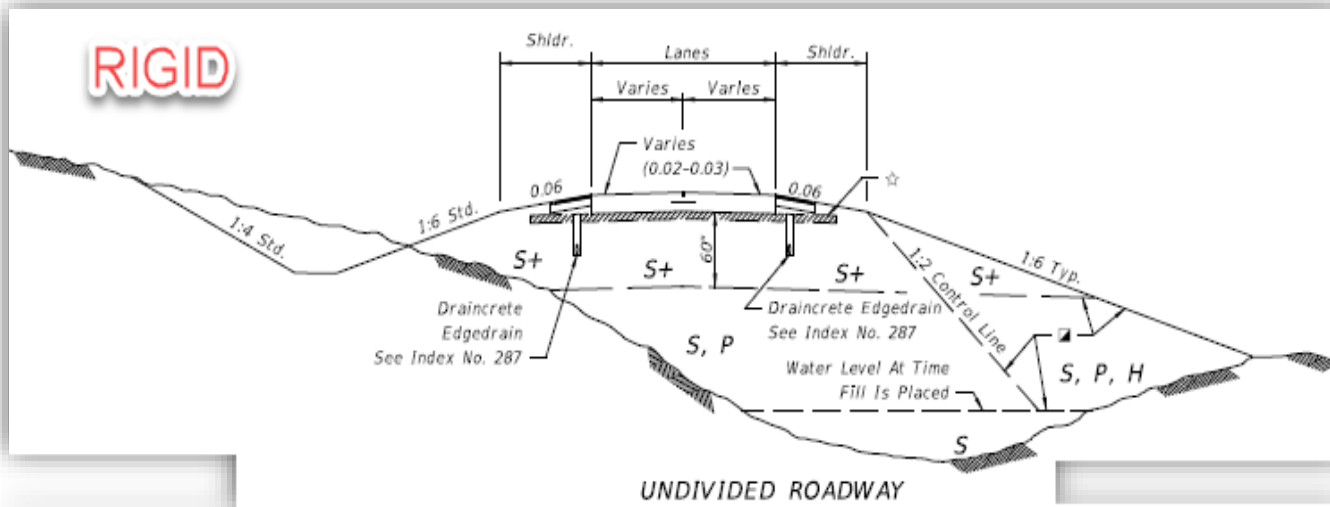 RIGID
Shldr.
Lanes
Shldr.
Varies
Varies
Varies
(0.02-0.03)
0.06
0.06
☆
1:4 Std.
1:6 Std.
60"
1:2 Control Line
1:6 Typ.
S+
S+
S+
S+
Draincrete
Edgedrain
See Index No. 287
Draincrete Edgedrain
See Index No. 287
S, P
Water Level At Time
Fill Is Placed
S, P, H
S
UNDIVIDED ROADWAY